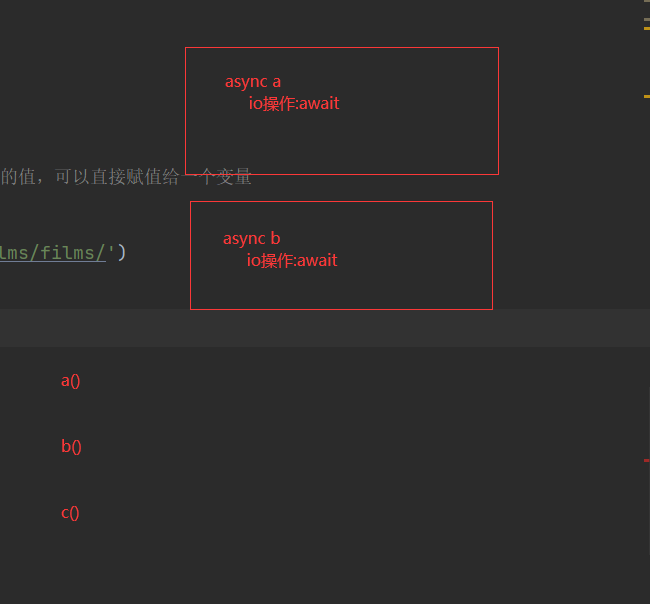 async a
io操作:await
的值，可以直接赋值给一个变量
async b
lms/films/')
io操作:await
a()
b()
c()